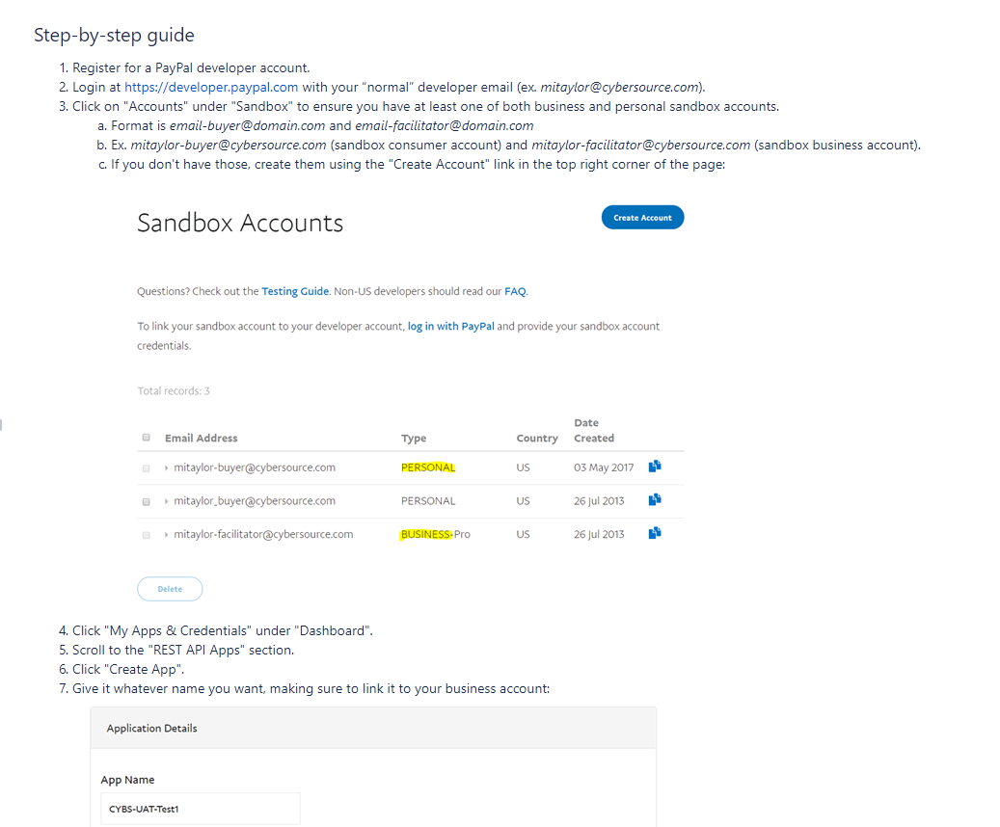 Step-by-step guide
1. Register for a PayPal developer account.
2. Login at https://developer.paypal.com with your "normal" developer email (ex. mitaylor@cybersource.com).
3. Click on "Accounts" under "Sandbox" to ensure you have at least one of both business and personal sandbox accounts.
a. Format is email-buyer@domain.com and email-facilitator@domain.com
b. Ex. mitaylor-buyer@cybersource.com (sandbox consumer account) and mitaylor-facilitator@cybersource.com (sandbox business account).
c. If you don't have those, create them using the "Create Account" link in the top right corner of the page:
Sandbox Accounts
Create Account
Questions? Check out the Testing Guide. Non-US developers should read our FAQ.
To link your sandbox account to your developer account, log in with PayPal and provide your sandbox account
credentials.
Total records: 3
Email Address Type Country Date Created
mitaylor-buyer@cybersource.com PERSONAL US 03 May 2017
mitaylor_buyer@cybersource.com PERSONAL US 26 Jul 2013
mitaylor-facilitator@cybersource.com BUSINESS-Pro US 26 Jul 2013
Delete
4. Click "My Apps & Credentials" under "Dashboard".
5. Scroll to the "REST API Apps" section.
6. Click "Create App".
7. Give it whatever name you want, making sure to link it to your business account:
Application Details
App Name
CYBS-UAT-Test1